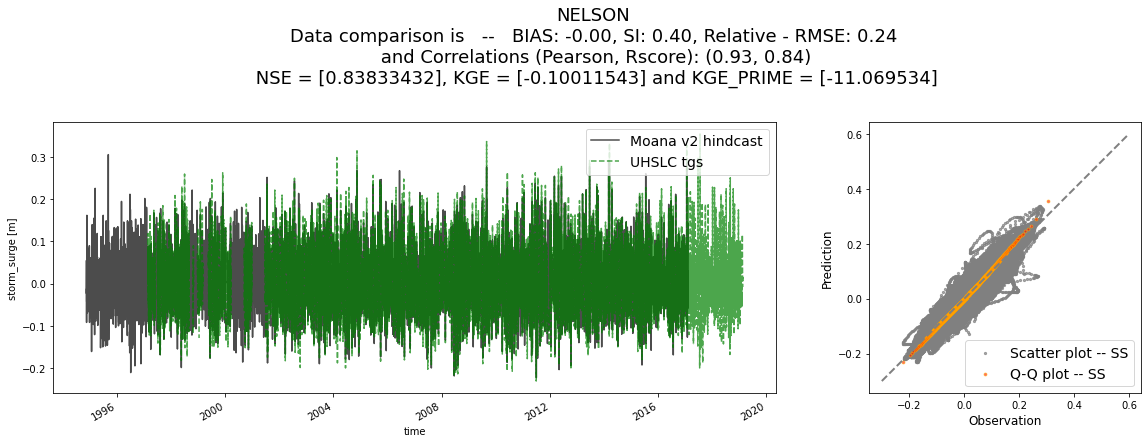 NELSON
Data comparison is -- BIAS: -0.00, SI: 0.40, Relative - RMSE: 0.24
and Correlations (Pearson, Rscore): (0.93, 0.84)
NSE = [0.83833432], KGE = [-0.10011543] and KGE_PRIME = [-11.069534]
Moana v2 hindcast
UHSLC tgs
storm_surge [m]
0.3
0.2
0.1
0.0
−0.1
−0.2
1996
2000
2004
2008
2012
2016
2020
time
Prediction
0.6
0.4
0.2
0.0
−0.2
Scatter plot -- SS
Q-Q plot -- SS
−0.2
0.0
0.2
0.4
0.6
Observation